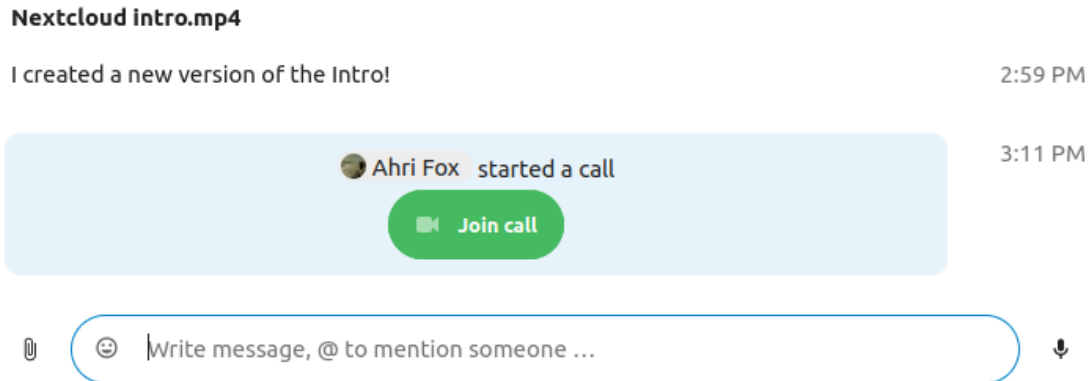 Nextcloud intro.mp4
I created a new version of the Intro! 2:59 PM
Ahri Fox started a call 3:11 PM
Join call
Write message, @ to mention someone …